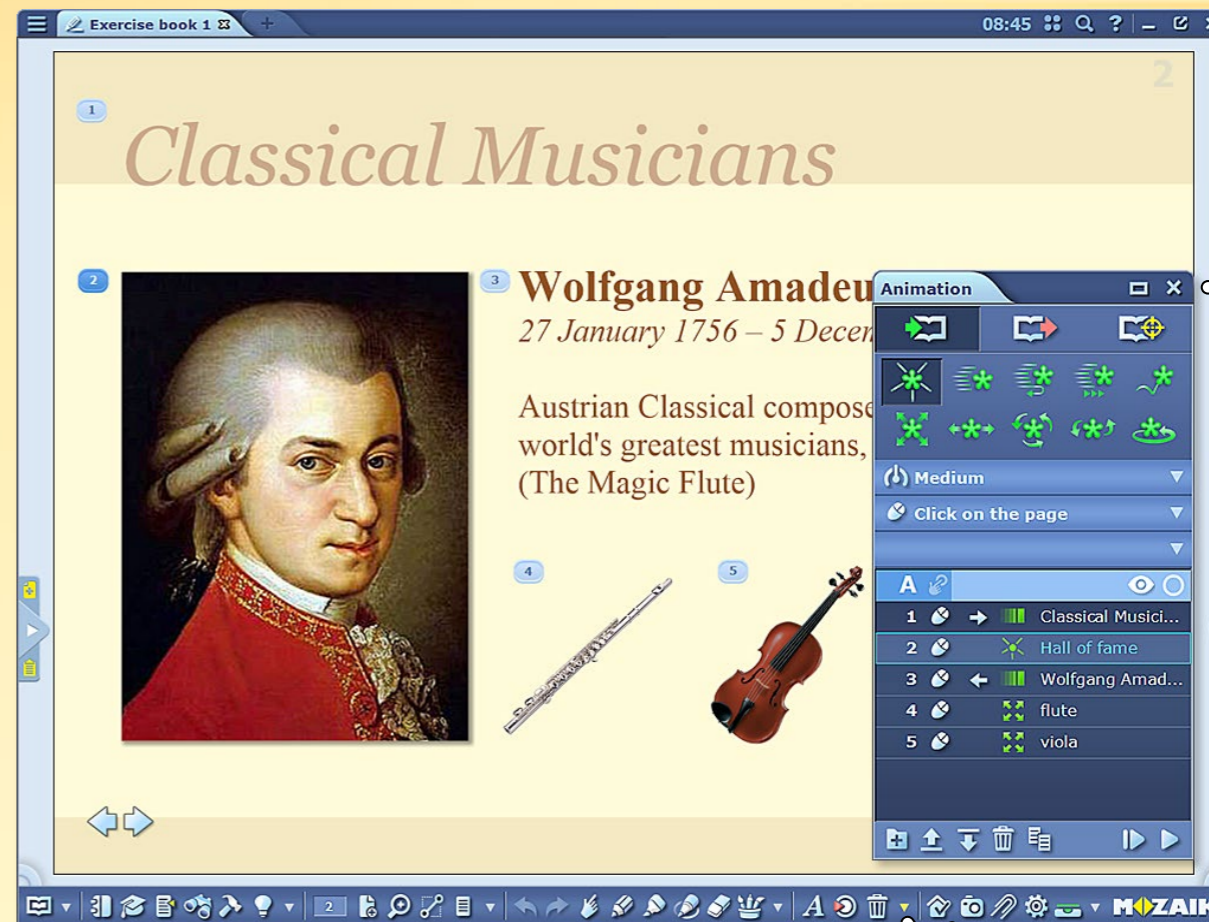 Exercise book 1
08:45
2
1
Classical Musicians
2
3 Wolfgang Amadeu
27 January 1756 – 5 Decem
Austrian Classical compose
world's greatest musicians,
(The Magic Flute)
4
5
Animation
Medium
Click on the page
A
1 Classical Musici...
2 Hall of fame
3 Wolfgang Amad...
4 flute
5 viola
2
A
MOZAIK